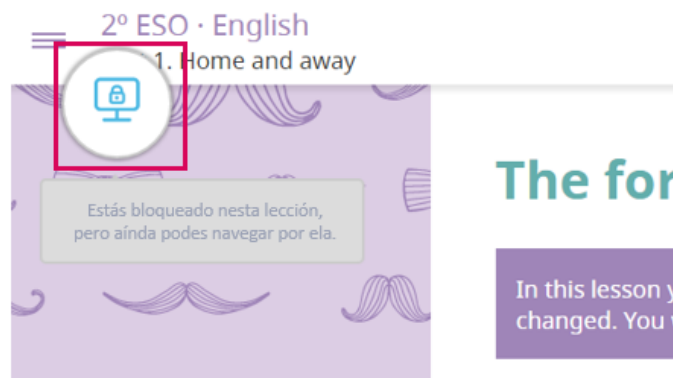 2º ESO · English
1. Home and away
Estás bloqueado nesta lección,
pero aínda podes navegar por ela.
The for
In this lesson y
changed. You